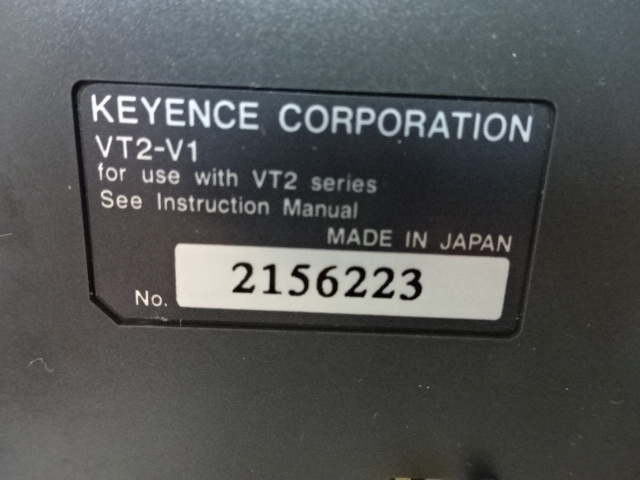 KEYENCE CORPORATION
VT2-V1
for use with VT2 series
See Instruction Manual
MADE IN JAPAN
No. 2156223